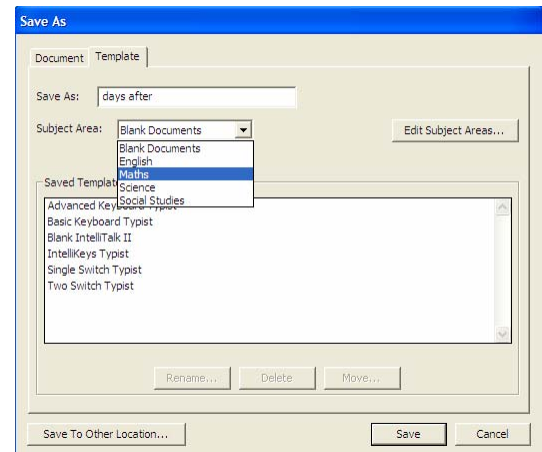 Save As
Document Template
Save As: days after
Subject Area: Blank Documents Edit Subject Areas...
Blank Documents
English
Maths
Science
Social Studies
Saved Templat
Advanced Keyboard Typist
Basic Keyboard Typist
Blank IntelliTalk II
IntelliKeys Typist
Single Switch Typist
Two Switch Typist
Rename... Delete Move...
Save To Other Location... Save Cancel